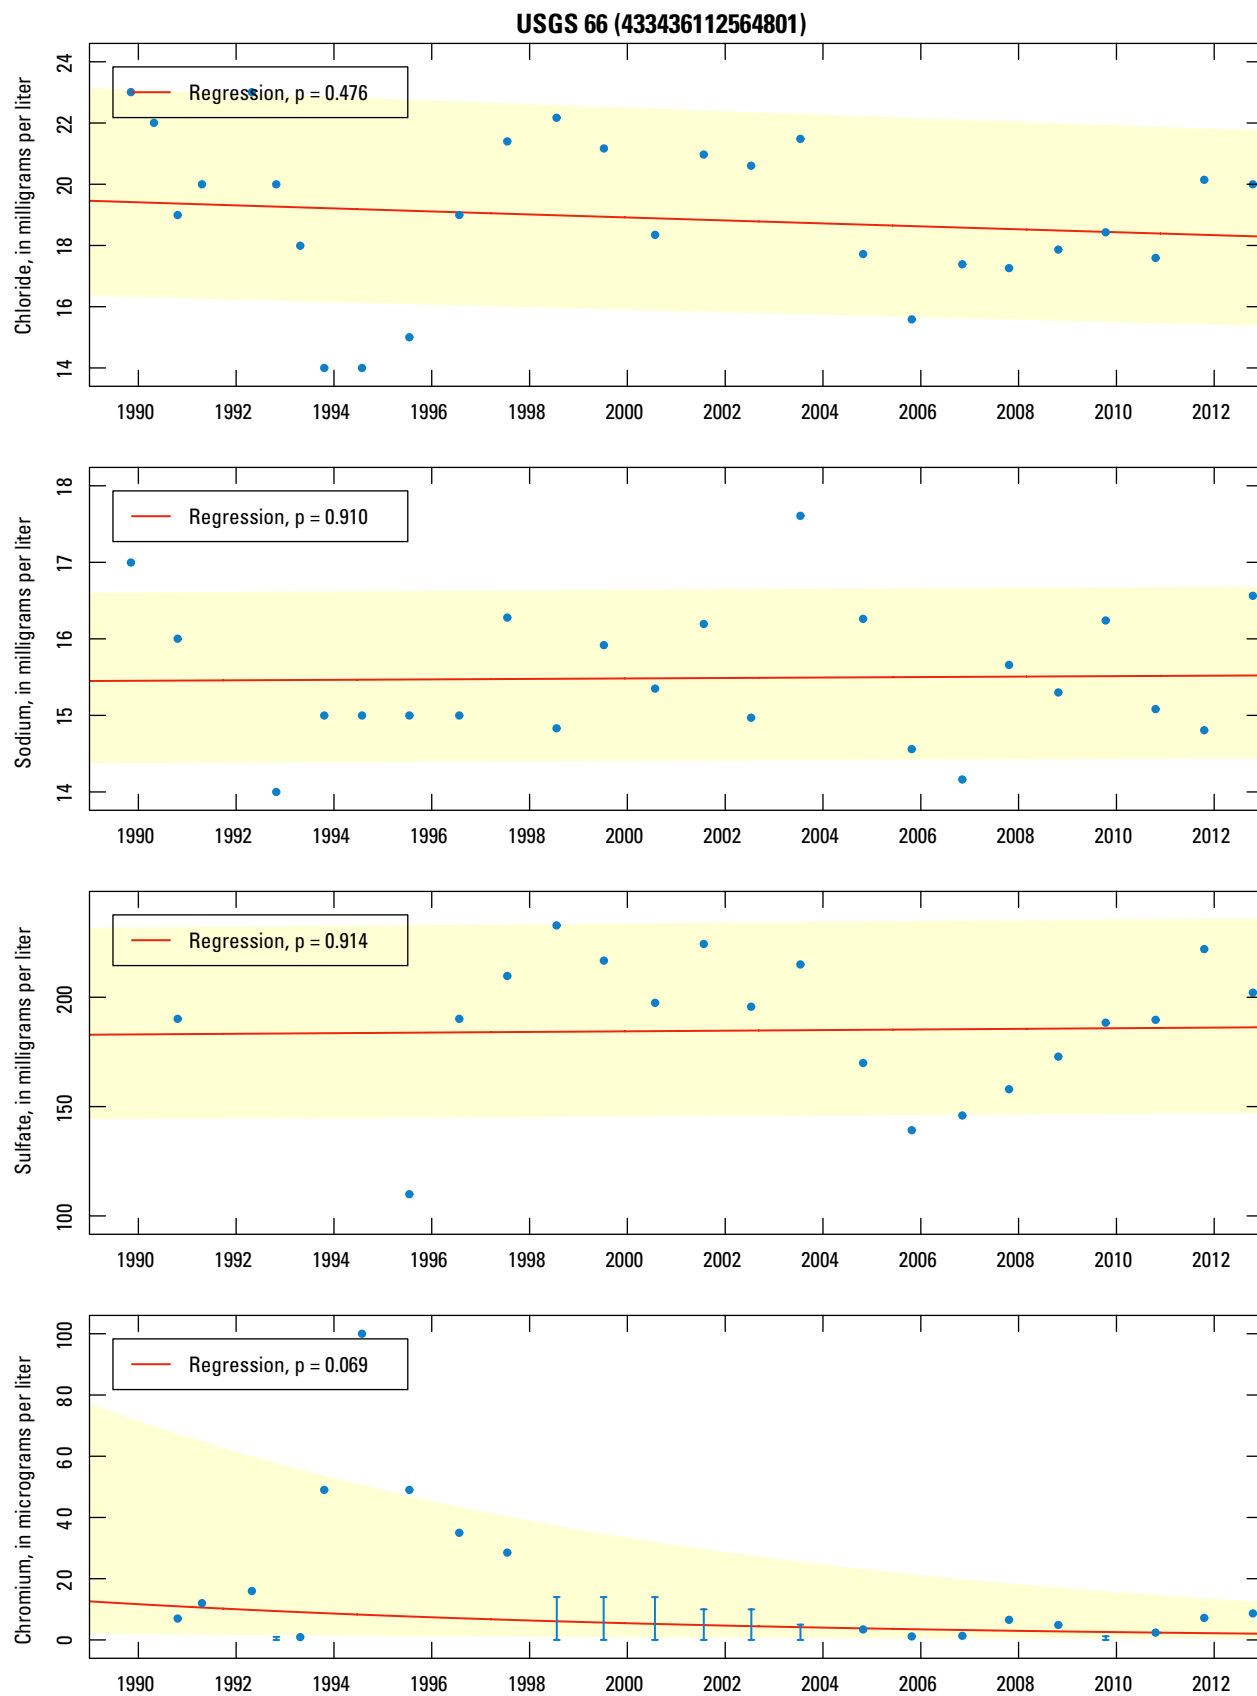 USGS 66 (433436112564801)
Chloride, in milligrams per liter
24
22
20
18
16
14
Regression, p = 0.476
1990 1992 1994 1996 1998 2000 2002 2004 2006 2008 2010 2012
Sodium, in milligrams per liter
18
17
16
15
14
Regression, p = 0.910
1990 1992 1994 1996 1998 2000 2002 2004 2006 2008 2010 2012
Sulfate, in milligrams per liter
200
150
100
Regression, p = 0.914
1990 1992 1994 1996 1998 2000 2002 2004 2006 2008 2010 2012
Chromium, in micrograms per liter
100
80
60
40
20
0
Regression, p = 0.069
1990 1992 1994 1996 1998 2000 2002 2004 2006 2008 2010 2012